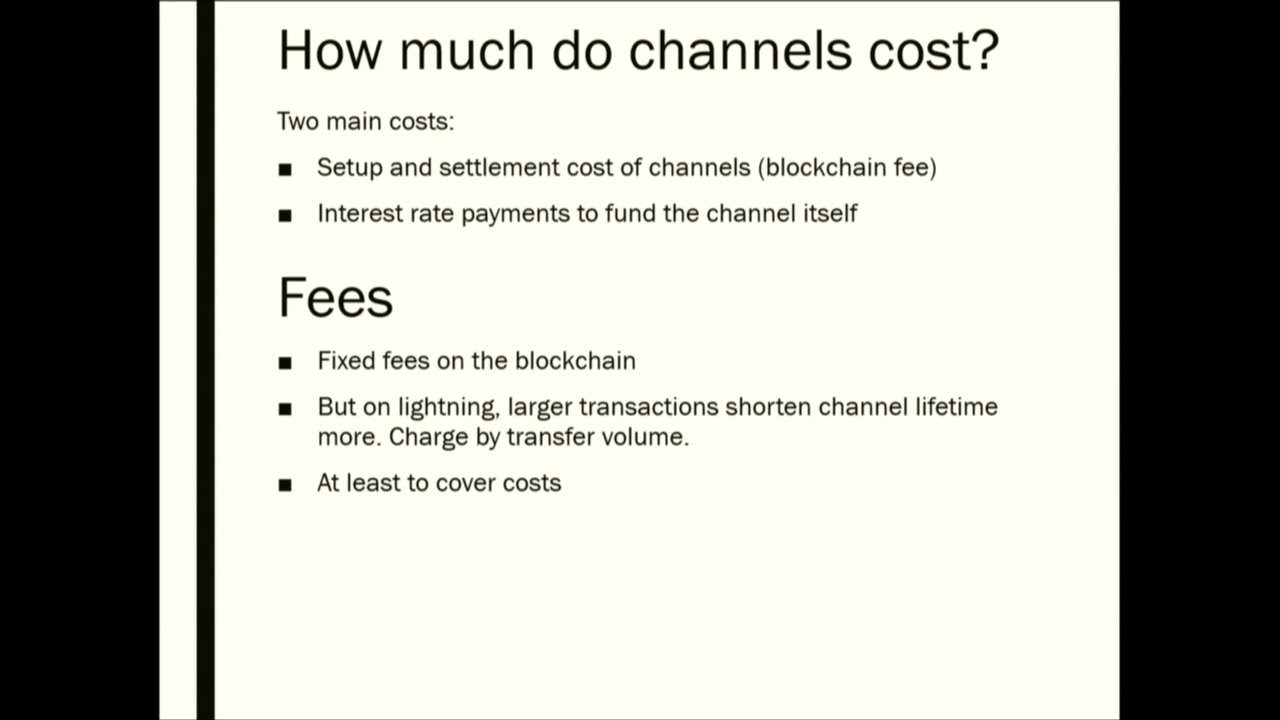 How much do channels cost?
Two main costs:
■ Setup and settlement cost of channels (blockchain fee)
■ Interest rate payments to fund the channel itself
Fees
■ Fixed fees on the blockchain
■ But on lightning, larger transactions shorten channel lifetime
more. Charge by transfer volume.
■ At least to cover costs